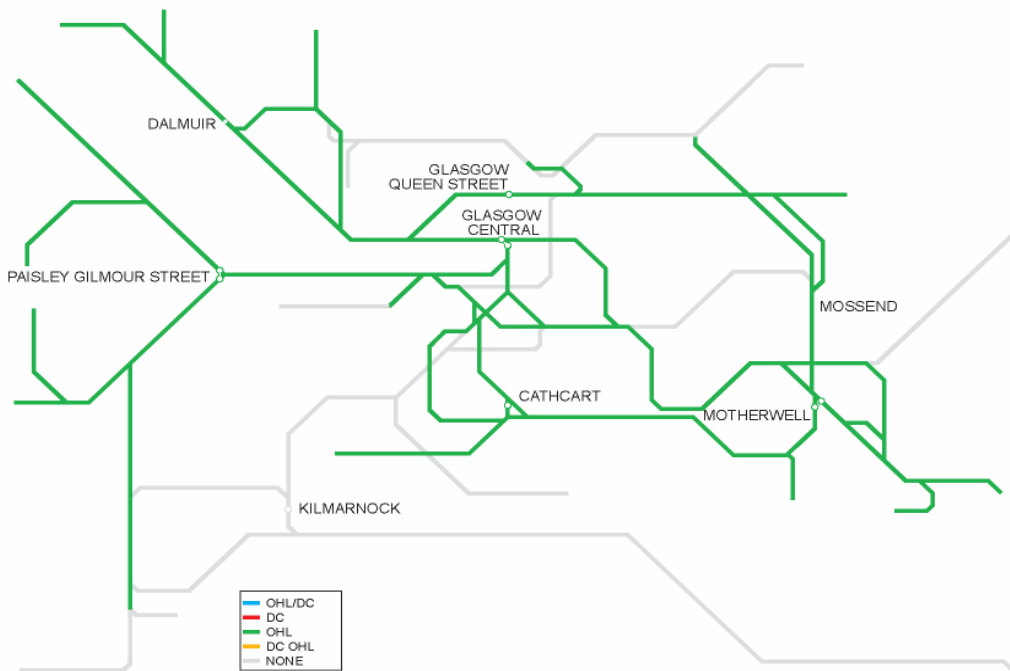 DALMUIR
GLASGOW
QUEEN STREET
GLASGOW
CENTRAL
PAISLEY GILMOUR STREET
MOSSEND
CATHCART
MOTHERWELL
KILMARNOCK
OHL/DC
DC
OHL
DC OHL
NONE